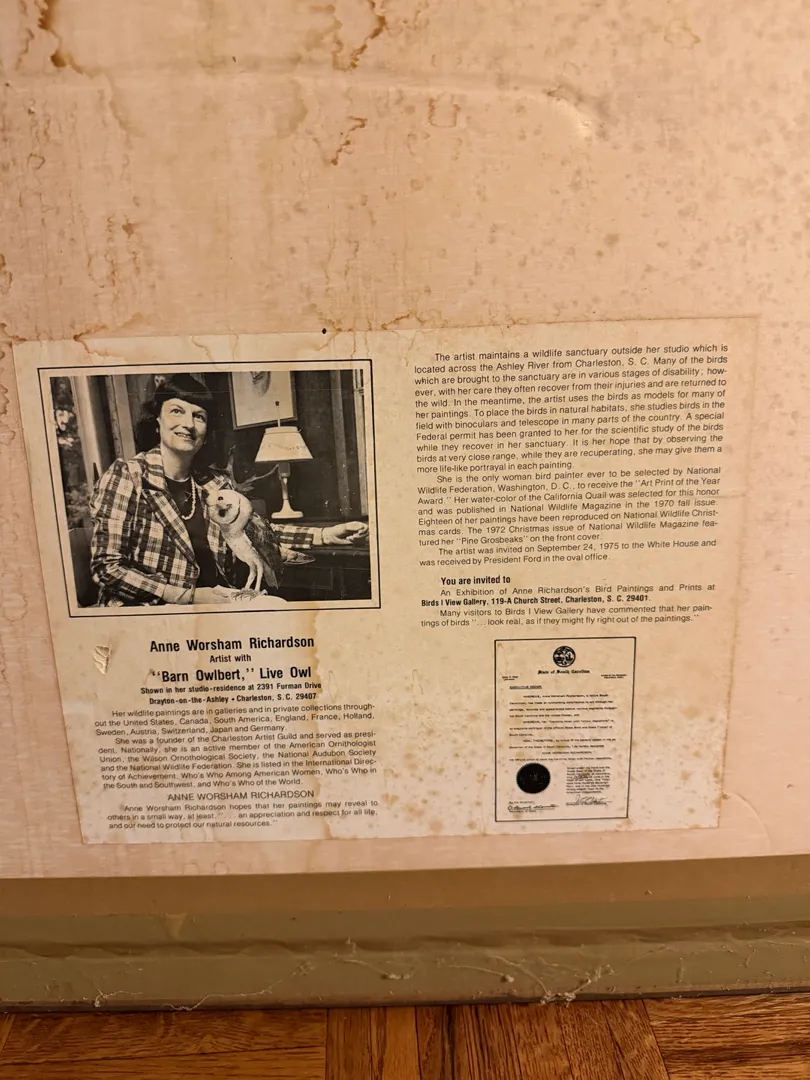 Anne Worsham Richardson
Artist with
"Barn Owlbert," Live Owl
Shown in her studio-residence at 2391 Furman Drive
Drayton-on-the-Ashley • Charleston, S. C. 29407
Her wildlife paintings are in galleries and in private collections through-
out the United States, Canada, South America, England, France, Holland,
Sweden, Austria, Switzerland, Japan and Germany.
She was a founder of the Charleston Artist Guild and served as presi-
dent. Nationally, she is an active member of the American Ornithologist
Union, the Wilson Ornothological Society, the National Audubon Society
and the National Wildlife Federation. She is listed in the International Direc-
tory of Achievement, Who's Who Among American Women, Who's Who in
the South and Southwest, and Who's Who of the World.
ANNE WORSHAM RICHARDSON
Anne Worsham Richardson hopes that her paintings may reveal to
others in a small way, at least, "... an appreciation and respect for all life,
and our need to protect our natural resources."
The artist maintains a wildlife sanctuary outside her studio which is
located across the Ashley River from Charleston, S. C. Many of the birds
which are brought to the sanctuary are in various stages of disability; how-
ever, with her care they often recover from their injuries and are returned to
the wild. In the meantime, the artist uses the birds as models for many of
her paintings. To place the birds in natural habitats, she studies birds in the
field with binoculars and telescope in many parts of the country. A special
Federal permit has been granted to her for the scientific study of the birds
while they recover in her sanctuary. It is her hope that by observing the
birds at very close range, while they are recuperating, she may give them a
more life-like portrayal in each painting.
She is the only woman bird painter ever to be selected by National
Wildlife Federation, Washington, D. C., to receive the "Art Print of the Year
Award." Her water-color of the California Quail was selected for this honor
and was published in National Wildlife Magazine in the 1970 fall issue.
Eighteen of her paintings have been reproduced on National Wildlife Christ-
mas cards. The 1972 Christmas issue of National Wildlife Magazine fea-
tured her "Pine Grosbeaks" on the front cover.
The artist was invited on September 24, 1975 to the White House and
was received by President Ford in the oval office.
You are invited to
An Exhibition of Anne Richardson's Bird Paintings and Prints at
Birds I View Gallery, 119-A Church Street, Charleston, S. C. 29401.
Many visitors to Birds I View Gallery have commented that her pain-
tings of birds "... look real, as if they might fly right out of the paintings."
State of South Carolina